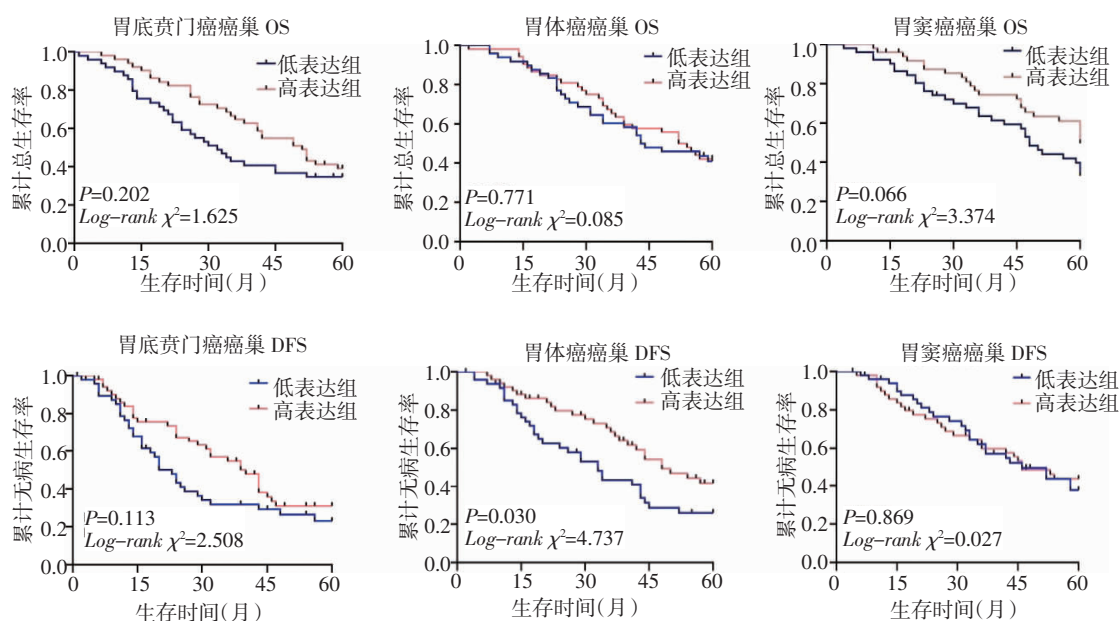 胃底贲门癌癌巢 OS
1.0
0.8
0.6
0.4
0.2
0.0
累计总生存率
低表达组
高表达组
P=0.202
Log-rank χ²=1.625
0 15 30 45 60
生存时间(月)
胃体癌癌巢 OS
1.0
0.8
0.6
0.4
0.2
0.0
累计总生存率
低表达组
高表达组
P=0.771
Log-rank χ²=0.085
0 15 30 45 60
生存时间(月)
胃窦癌癌巢 OS
1.0
0.8
0.6
0.4
0.2
0.0
累计总生存率
低表达组
高表达组
P=0.066
Log-rank χ²=3.374
0 15 30 45 60
生存时间(月)
胃底贲门癌癌巢 DFS
1.0
0.8
0.6
0.4
0.2
0.0
累计无病生存率
低表达组
高表达组
P=0.113
Log-rank χ²=2.508
0 15 30 45 60
生存时间(月)
胃体癌癌巢 DFS
1.0
0.8
0.6
0.4
0.2
0.0
累计无病生存率
低表达组
高表达组
P=0.030
Log-rank χ²=4.737
0 15 30 45 60
生存时间(月)
胃窦癌癌巢 DFS
1.0
0.8
0.6
0.4
0.2
0.0
累计无病生存率
低表达组
高表达组
P=0.869
Log-rank χ²=0.027
0 15 30 45 60
生存时间(月)